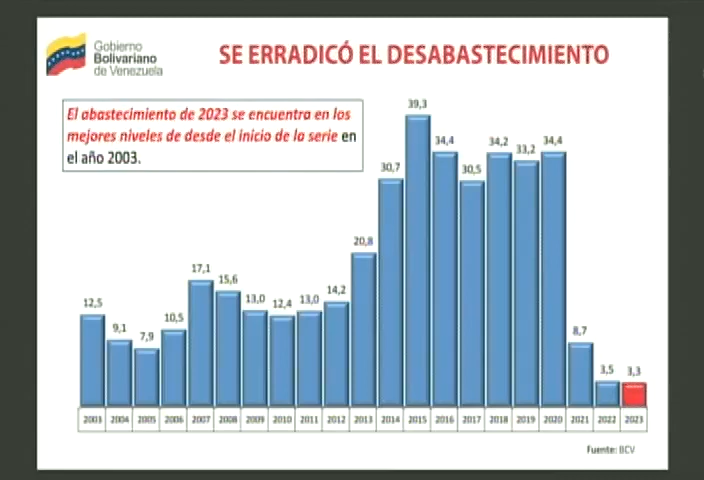 Gobierno
Bolivariano
de Venezuela
SE ERRADICÓ EL DESABASTECIMIENTO
El abastecimiento de 2023 se encuentra en los
mejores niveles de desde el inicio de la serie en
el año 2003.
12,5
9,1
7,9
10,5
17,1
15,6
13,0
12,4
13,0
14,2
20,8
30,7
39,3
34,4
30,5
34,2
33,2
34,4
8,7
3,5
3,3
2003 2004 2005 2006 2007 2008 2009 2010 2011 2012 2013 2014 2015 2016 2017 2018 2019 2020 2021 2022 2023
Fuente: BCV